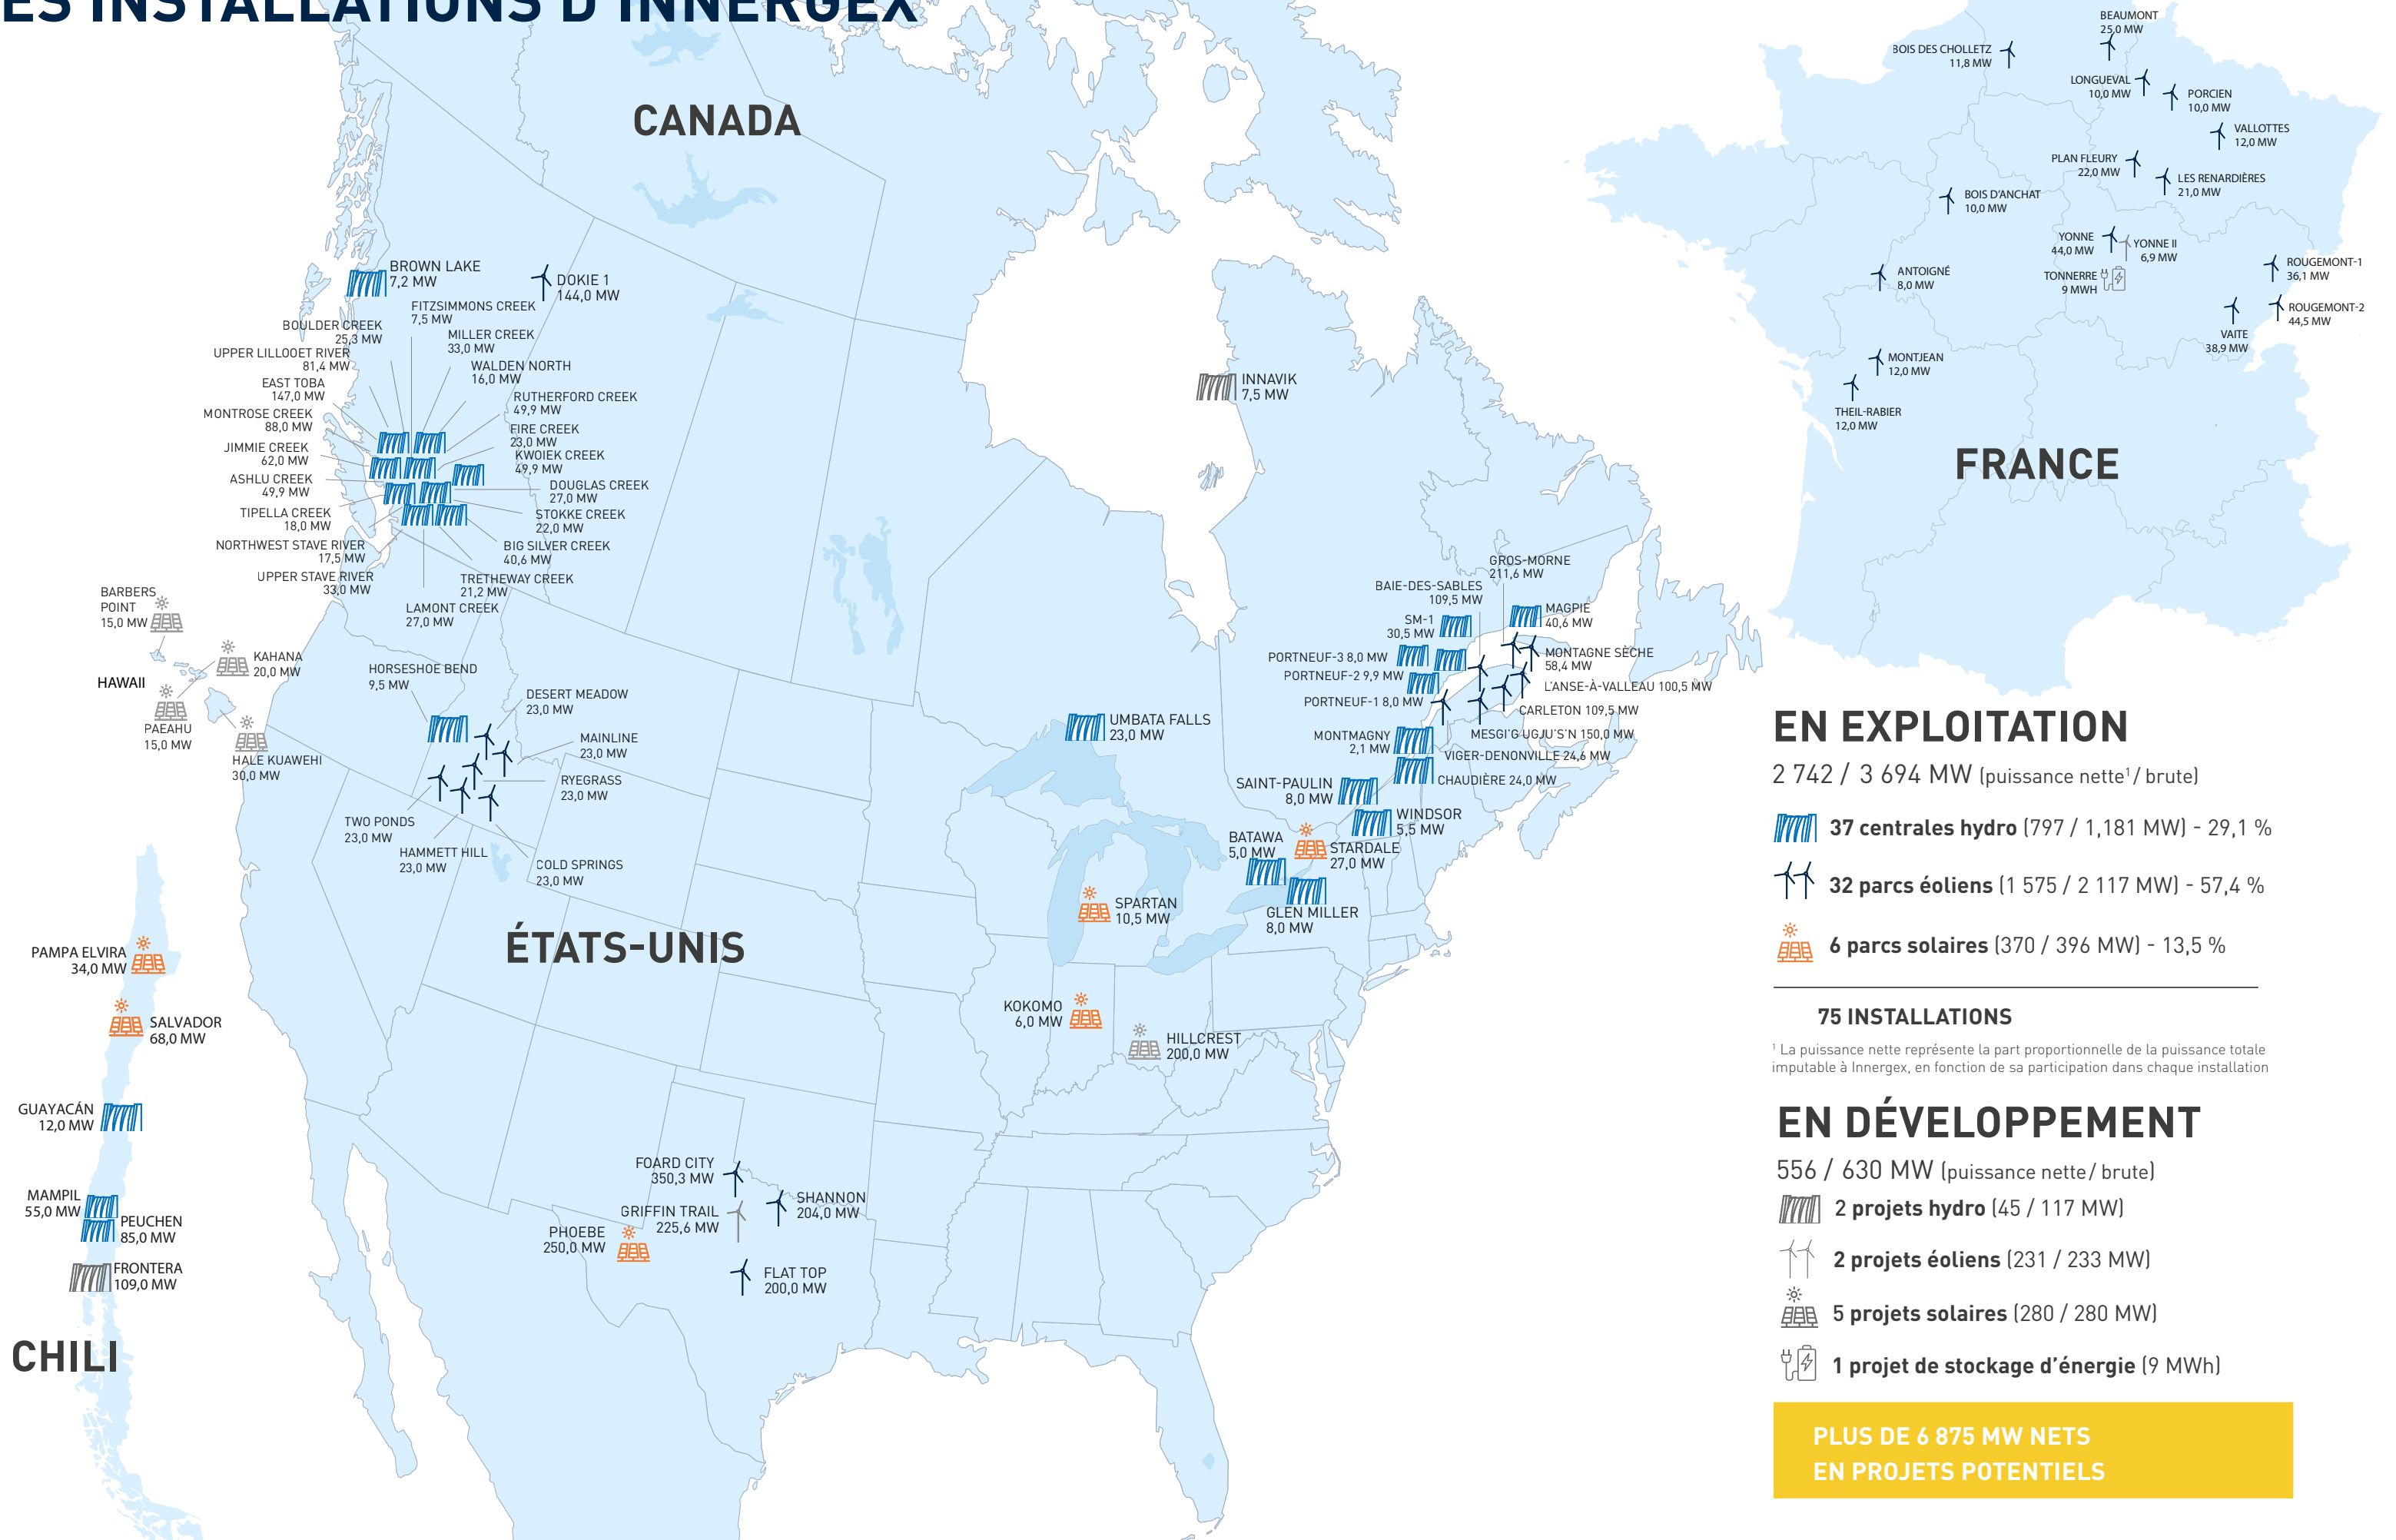 ES INSTALLATIONS D'INNERGEX
CANADA
BROWN LAKE
7,2 MW
DOKIE 1
144,0 MW
FITZSIMMONS CREEK
7,5 MW
BOULDER CREEK
25,3 MW
MILLER CREEK
33,0 MW
UPPER LILLOOET RIVER
81,4 MW
WALDEN NORTH
16,0 MW
EAST TOBA
147,0 MW
RUTHERFORD CREEK
49,9 MW
MONTROSE CREEK
88,0 MW
FIRE CREEK
23,0 MW
JIMMIE CREEK
62,0 MW
KWOIEK CREEK
49,9 MW
ASHLU CREEK
49,9 MW
DOUGLAS CREEK
27,0 MW
TIPELLA CREEK
18,0 MW
STOKKE CREEK
22,0 MW
NORTHWEST STAVE RIVER
17,5 MW
BIG SILVER CREEK
40,6 MW
UPPER STAVE RIVER
33,0 MW
TRETHEWAY CREEK
21,2 MW
LAMONT CREEK
27,0 MW
BARBERS
POINT
15,0 MW
KAHANA
20,0 MW
HAWAII
PAEAHU
15,0 MW
HALE KUAWEHI
30,0 MW
HORSESHOE BEND
9,5 MW
DESERT MEADOW
23,0 MW
MAINLINE
23,0 MW
RYEGRASS
23,0 MW
TWO PONDS
23,0 MW
HAMMETT HILL
23,0 MW
COLD SPRINGS
23,0 MW
ÉTATS-UNIS
INNAVIK
7,5 MW
GROS-MORNE
211,6 MW
BAIE-DES-SABLES
109,5 MW
MAGPIE
40,6 MW
SM-1
30,5 MW
MONTAGNE SÈCHE
58,4 MW
PORTNEUF-3 8,0 MW
PORTNEUF-2 9,9 MW
L'ANSE-À-VALLEAU 100,5 MW
PORTNEUF-1 8,0 MW
CARLETON 109,5 MW
MESGI'G UGJU'S'N 150,0 MW
MONTMAGNY
2,1 MW
VIGER-DENONVILLE 24,6 MW
CHAUDIÈRE 24,0 MW
UMBATA FALLS
23,0 MW
SAINT-PAULIN
8,0 MW
WINDSOR
5,5 MW
BATAWA
5,0 MW
STARDALE
27,0 MW
GLEN MILLER
8,0 MW
SPARTAN
10,5 MW
KOKOMO
6,0 MW
HILLCREST
200,0 MW
FOARD CITY
350,3 MW
SHANNON
204,0 MW
GRIFFIN TRAIL
225,6 MW
PHOEBE
250,0 MW
FLAT TOP
200,0 MW
PAMPA ELVIRA
34,0 MW
SALVADOR
68,0 MW
GUAYACÁN
12,0 MW
MAMPIL
55,0 MW
PEUCHEN
85,0 MW
FRONTERA
109,0 MW
CHILI
BEAUMONT
25,0 MW
BOIS DES CHOLLETZ
11,8 MW
LONGUEVAL
10,0 MW
PORCIEN
10,0 MW
VALLOTTES
12,0 MW
PLAN FLEURY
22,0 MW
LES RENARDIÈRES
21,0 MW
BOIS D'ANCHAT
10,0 MW
YONNE
44,0 MW
YONNE II
6,9 MW
TONNERRE
9 MWH
ROUGEMONT-1
36,1 MW
ANTOIGNÉ
8,0 MW
ROUGEMONT-2
44,5 MW
VAITE
38,9 MW
MONTJEAN
12,0 MW
THEIL-RABIER
12,0 MW
FRANCE
EN EXPLOITATION
2 742 / 3 694 MW (puissance nette¹ / brute)
37 centrales hydro (797 / 1,181 MW) - 29,1 %
32 parcs éoliens (1 575 / 2 117 MW) - 57,4 %
6 parcs solaires (370 / 396 MW) - 13,5 %
75 INSTALLATIONS
¹ La puissance nette représente la part proportionnelle de la puissance totale
imputable à Innergex, en fonction de sa participation dans chaque installation
EN DÉVELOPPEMENT
556 / 630 MW (puissance nette / brute)
2 projets hydro (45 / 117 MW)
2 projets éoliens (231 / 233 MW)
5 projets solaires (280 / 280 MW)
1 projet de stockage d'énergie (9 MWh)
PLUS DE 6 875 MW NETS
EN PROJETS POTENTIELS